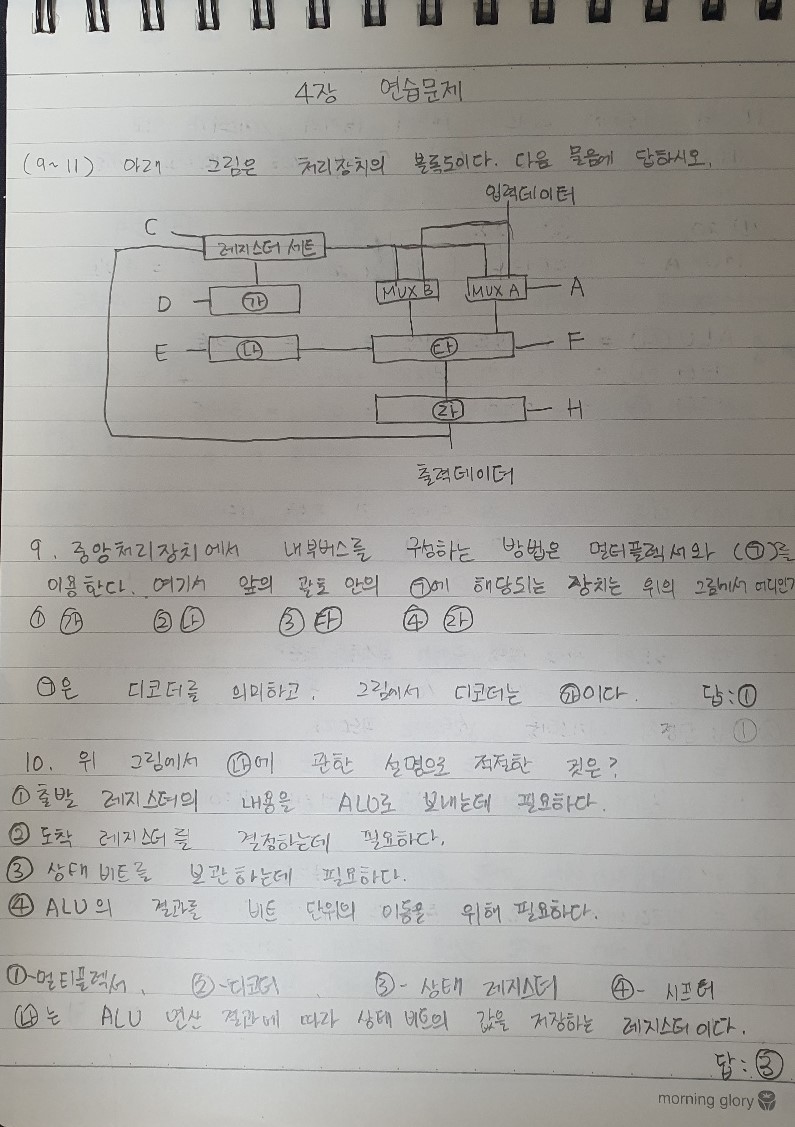 4장 연습문제
(9~11) 아래 그림은 처리장치의 블록도이다. 다음 물음에 답하시오.
입력데이터
C 레지스터 세트
D ㉮ MUX B MUX A A
E ㉯ ㉰ F
㉱ H
출력데이터
9. 중앙처리장치에서 내부버스를 구성하는 방법은 멀티플렉서와 (㉠)를
이용한다. 여기서 앞의 괄호 안의 ㉠에 해당되는 장치는 위의 그림에서 어디인가
① ㉮ ② ㉯ ③ ㉰ ④ ㉱
㉠은 디코더를 의미하고, 그림에서 디코더는 ㉮이다. 답:①
10. 위 그림에서 ㉯에 관한 설명으로 적절한 것은?
① 출발 레지스터의 내용을 ALU로 보내는데 필요하다.
② 도착 레지스터를 결정하는데 필요하다.
③ 상태 비트를 보관하는데 필요하다.
④ ALU의 결과를 비트 단위의 이동을 위해 필요하다.
①-멀티플렉서. ②-디코더 ③- 상태 레지스터 ④- 시프터
㉯는 ALU 연산 결과에 따라 상태 비트의 값을 저장하는 레지스터이다.
답:③
morning glory